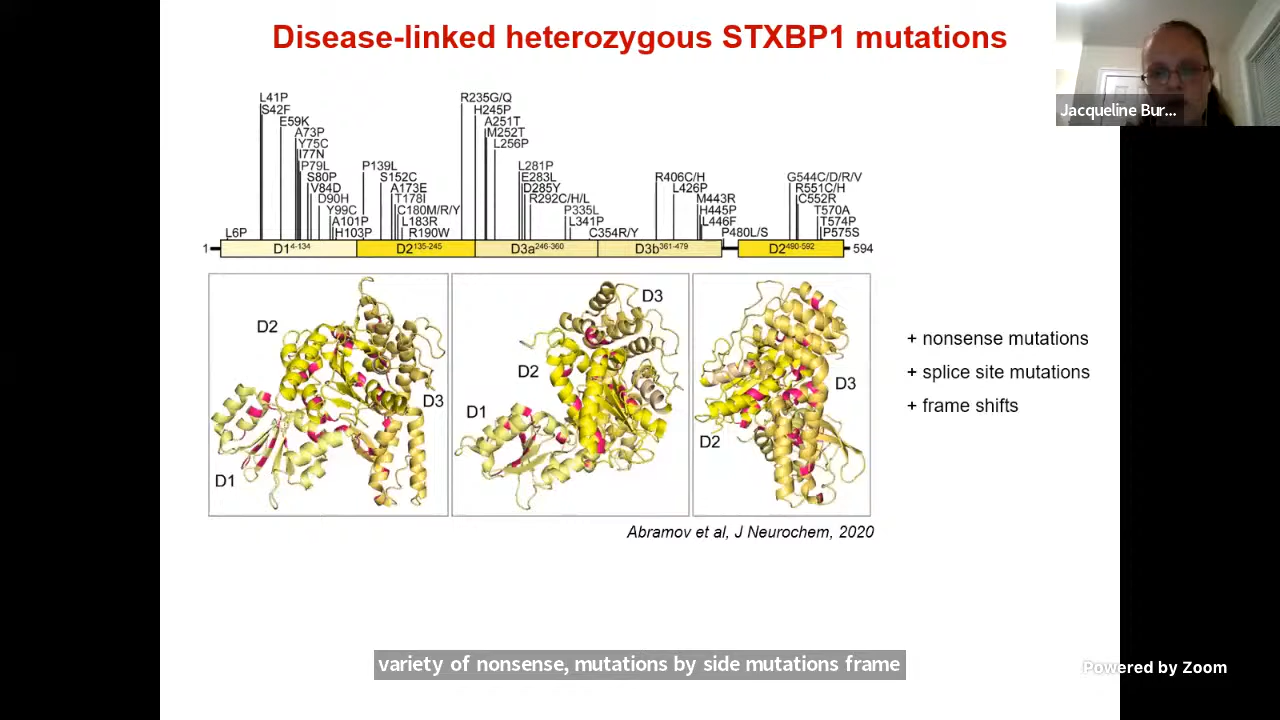 Disease-linked heterozygous STXBP1 mutations
Jacqueline Bur...
L41P
S42F
E59K
A73P
Y75C
I77N
P79L
S80P
V84D
D90H
Y99C
A101P
H103P
L6P
P139L
S152C
A173E
T178I
C180M/R/Y
L183R
R190W
R235G/Q
H245P
A251T
M252T
L256P
L281P
E283L
D285Y
R292C/H/L
P335L
L341P
C354R/Y
R406C/H
L426P
M443R
H445P
L446F
P480L/S
G544C/D/R/V
R551C/H
C552R
T570A
T574P
P575S
1 D1 4-134 D2 135-245 D3a 246-360 D3b 361-479 D2 490-592 594
D2
D3
D1
D3
D2
D1
D3
D2
+ nonsense mutations
+ splice site mutations
+ frame shifts
Abramov et al, J Neurochem, 2020
variety of nonsense, mutations by side mutations frame
Powered by Zoom